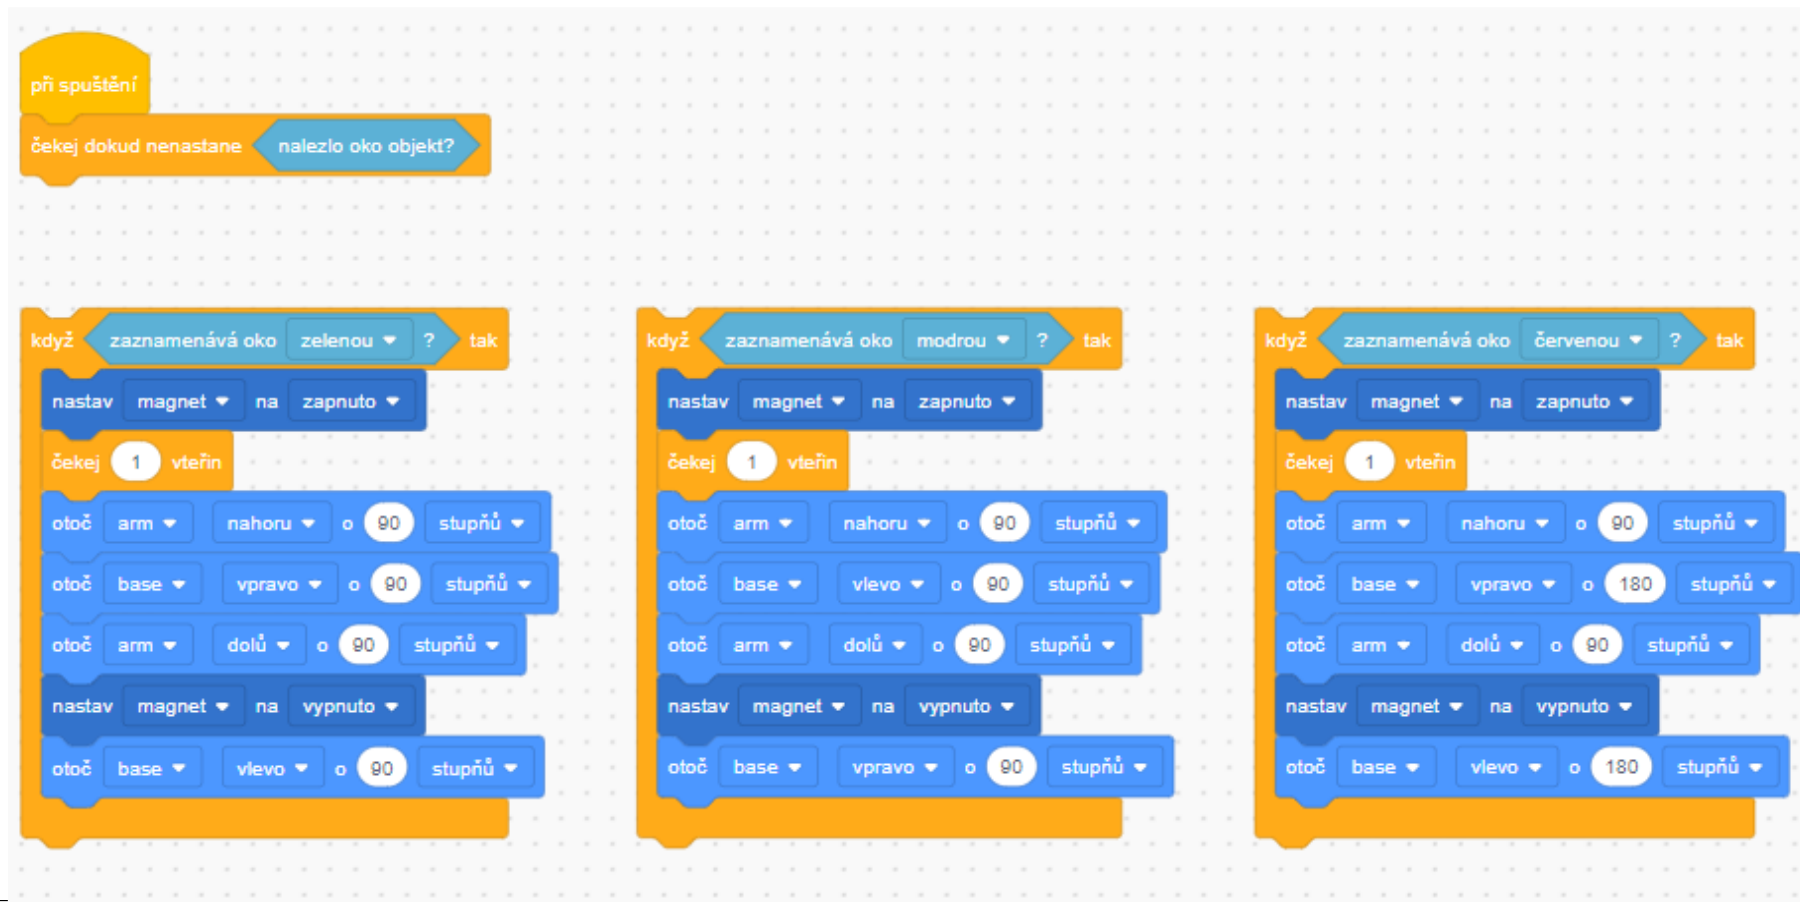 při spuštění
čekej dokud nenastane nalezlo oko objekt?
když zaznamenává oko zelenou ? tak
nastav magnet na zapnuto
čekej 1 vteřin
otoč arm nahoru o 90 stupňů
otoč base vpravo o 90 stupňů
otoč arm dolů o 90 stupňů
nastav magnet na vypnuto
otoč base vlevo o 90 stupňů
když zaznamenává oko modrou ? tak
nastav magnet na zapnuto
čekej 1 vteřin
otoč arm nahoru o 90 stupňů
otoč base vlevo o 90 stupňů
otoč arm dolů o 90 stupňů
nastav magnet na vypnuto
otoč base vpravo o 90 stupňů
když zaznamenává oko červenou ? tak
nastav magnet na zapnuto
čekej 1 vteřin
otoč arm nahoru o 90 stupňů
otoč base vpravo o 180 stupňů
otoč arm dolů o 90 stupňů
nastav magnet na vypnuto
otoč base vlevo o 180 stupňů